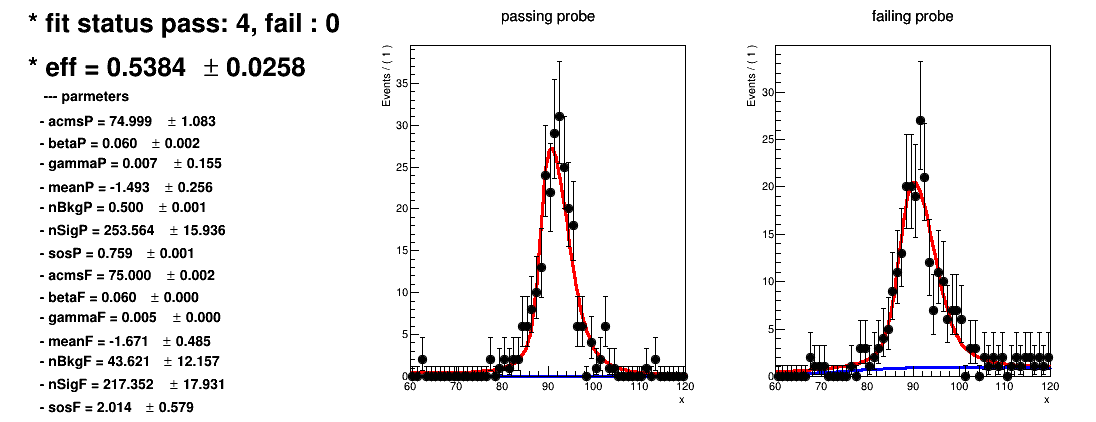 * fit status pass: 4, fail : 0
* eff = 0.5384 ± 0.0258
--- parmeters
- acmsP = 74.999 ± 1.083
- betaP = 0.060 ± 0.002
- gammaP = 0.007 ± 0.155
- meanP = -1.493 ± 0.256
- nBkgP = 0.500 ± 0.001
- nSigP = 253.564 ± 15.936
- sosP = 0.759 ± 0.001
- acmsF = 75.000 ± 0.002
- betaF = 0.060 ± 0.000
- gammaF = 0.005 ± 0.000
- meanF = -1.671 ± 0.485
- nBkgF = 43.621 ± 12.157
- nSigF = 217.352 ± 17.931
- sosF = 2.014 ± 0.579
passing probe
Events / ( 1 )
35
30
25
20
15
10
5
0
60 70 80 90 100 110 120
x
failing probe
Events / ( 1 )
30
25
20
15
10
5
0
60 70 80 90 100 110 120
x